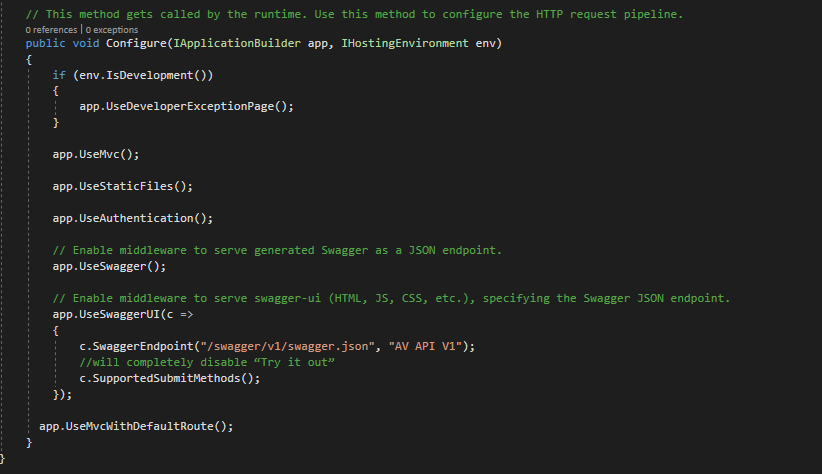 // This method gets called by the runtime. Use this method to configure the HTTP request pipeline.
0 references | 0 exceptions
public void Configure(IApplicationBuilder app, IHostingEnvironment env)
{
if (env.IsDevelopment())
{
app.UseDeveloperExceptionPage();
}
app.UseMvc();
app.UseStaticFiles();
app.UseAuthentication();
// Enable middleware to serve generated Swagger as a JSON endpoint.
app.UseSwagger();
// Enable middleware to serve swagger-ui (HTML, JS, CSS, etc.), specifying the Swagger JSON endpoint.
app.UseSwaggerUI(c =>
{
c.SwaggerEndpoint("/swagger/v1/swagger.json", "AV API V1");
//will completely disable “Try it out”
c.SupportedSubmitMethods();
});
app.UseMvcWithDefaultRoute();
}
}